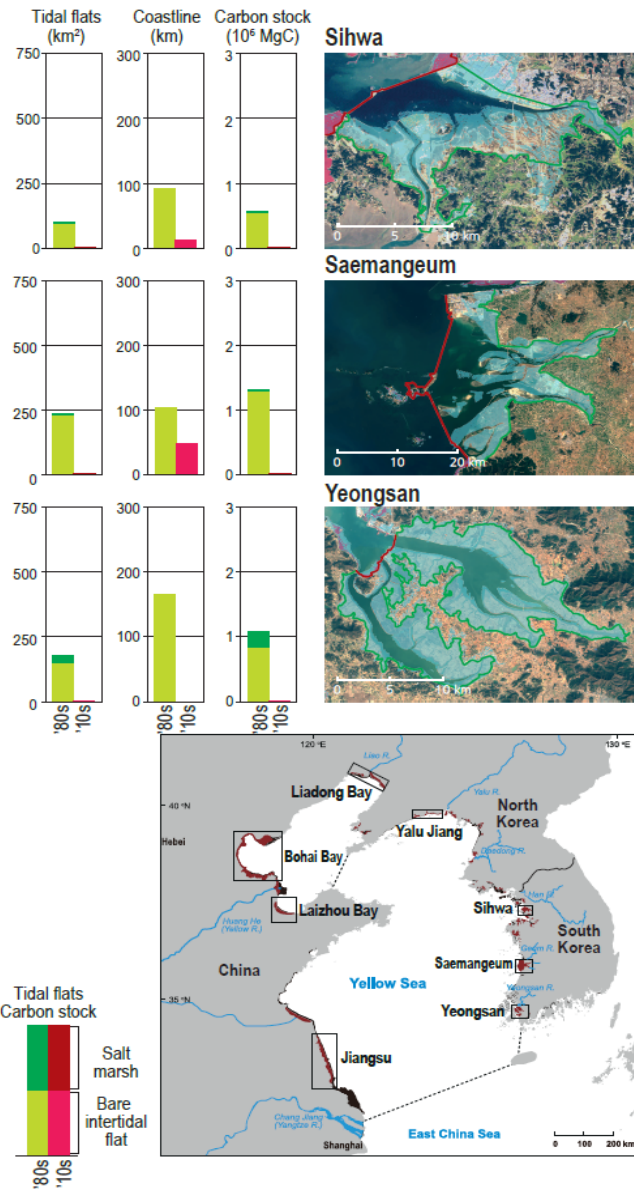 Tidal flats
(km²)
Coastline
(km)
Carbon stock
(10⁶ MgC)
Sihwa
750
500
250
0
300
200
100
0
3
2
1
0
0 5 10 km
Saemangeum
750
500
250
0
300
200
100
0
3
2
1
0
0 10 20 km
Yeongsan
750
500
250
0
300
200
100
0
3
2
1
0
0 5 10 km
'80s
'10s
'80s
'10s
'80s
'10s
120 °E
130 °E
Liao R.
Liadong Bay
40 °N
Yalu R.
North
Korea
Yalu Jiang
Hebei
Bohai Bay
Daedong R.
Laizhou Bay
Han R.
Sihwa
Huang He
(Yellow R.)
South
Korea
China
Geum R.
Saemangeum
Yellow Sea
Yeongsan R.
35 °N
Yeongsan
Jiangsu
Chang Jiang
(Yangtze R.)
Shanghai
East China Sea
0 100 200 km
Tidal flats
Carbon stock
Salt
marsh
Bare
intertidal
flat
'80s
'10s